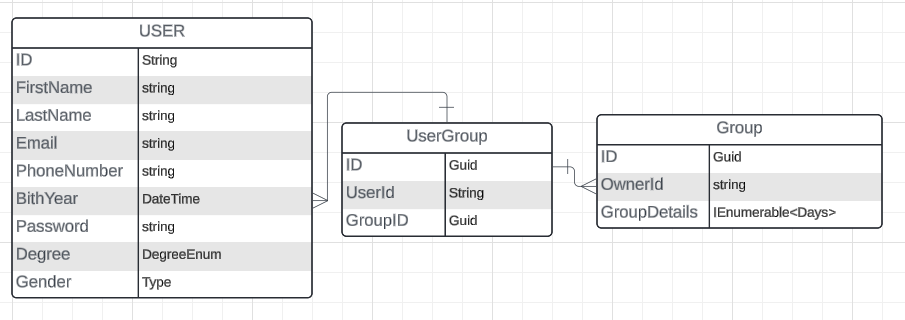 USER
ID String
FirstName string
LastName string
Email string
PhoneNumber string
BithYear DateTime
Password string
Degree DegreeEnum
Gender Type
UserGroup
ID Guid
UserId String
GroupID Guid
Group
ID Guid
OwnerId string
GroupDetails IEnumerable<Days>